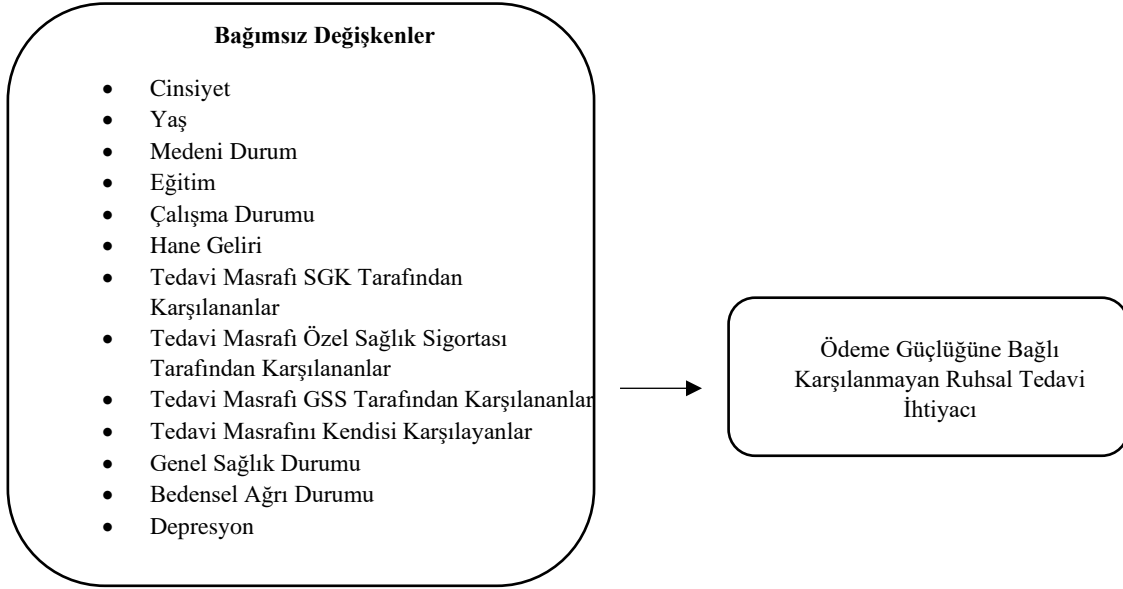 Bağımsız Değişkenler
• Cinsiyet
• Yaş
• Medeni Durum
• Eğitim
• Çalışma Durumu
• Hane Geliri
• Tedavi Masrafı SGK Tarafından
Karşılananlar
• Tedavi Masrafı Özel Sağlık Sigortası
Tarafından Karşılananlar
• Tedavi Masrafı GSS Tarafından Karşılananlar
• Tedavi Masrafını Kendisi Karşılayanlar
• Genel Sağlık Durumu
• Bedensel Ağrı Durumu
• Depresyon
Ödeme Güçlüğüne Bağlı
Karşılanmayan Ruhsal Tedavi
İhtiyacı